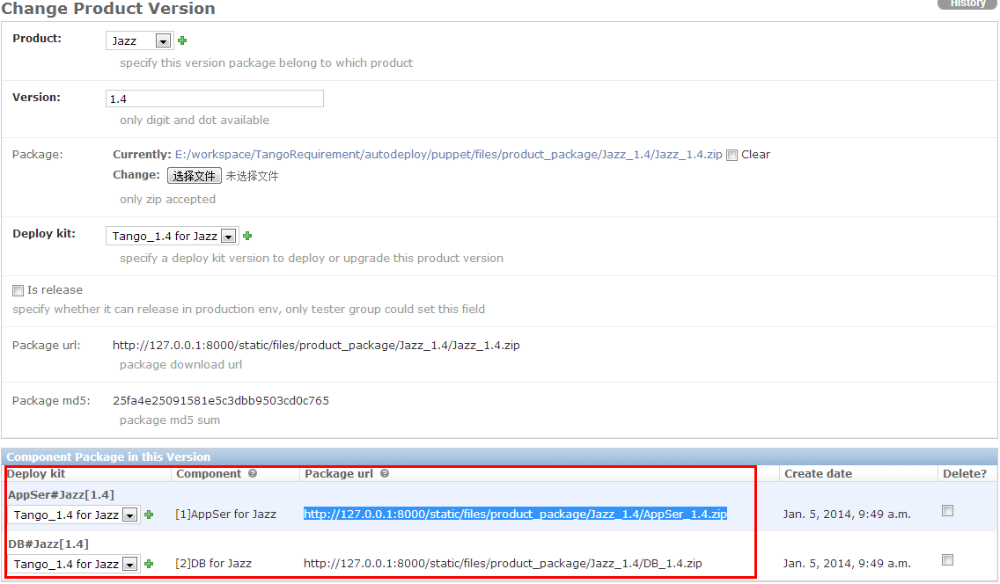 Change Product Version
History
Product:
Jazz
specify this version package belong to which product
Version:
1.4
only digit and dot available
Package:
Currently: E:/workspace/TangoRequirement/autodeploy/puppet/files/product_package/Jazz_1.4/Jazz_1.4.zip Clear
Change: 选择文件 未选择文件
only zip accepted
Deploy kit:
Tango_1.4 for Jazz
specify a deploy kit version to deploy or upgrade this product version
Is release
specify whether it can release in production env, only tester group could set this field
Package url: http://127.0.0.1:8000/static/files/product_package/Jazz_1.4/Jazz_1.4.zip
package download url
Package md5: 25fa4e25091581e5c3dbb9503cd0c765
package md5 sum
Component Package in this Version
Deploy kit Component Package url Create date Delete?
AppSer#Jazz[1.4]
Tango_1.4 for Jazz [1]AppSer for Jazz http://127.0.0.1:8000/static/files/product_package/Jazz_1.4/AppSer_1.4.zip Jan. 5, 2014, 9:49 a.m.
DB#Jazz[1.4]
Tango_1.4 for Jazz [2]DB for Jazz http://127.0.0.1:8000/static/files/product_package/Jazz_1.4/DB_1.4.zip Jan. 5, 2014, 9:49 a.m.